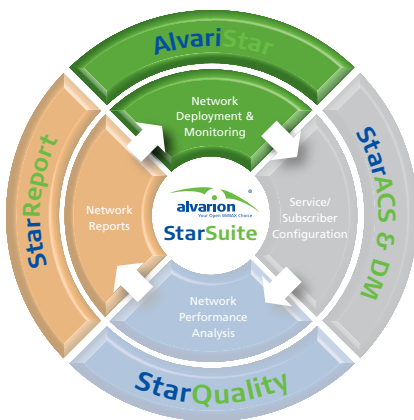 AlvariStar
Network
Deployment &
Monitoring
StarACS & DM
Service/
Subscriber
Configuration
StarQuality
Network
Performance
Analysis
StarReport
Network
Reports
alvarion
®
Your Open WiMAX Choice
StarSuite